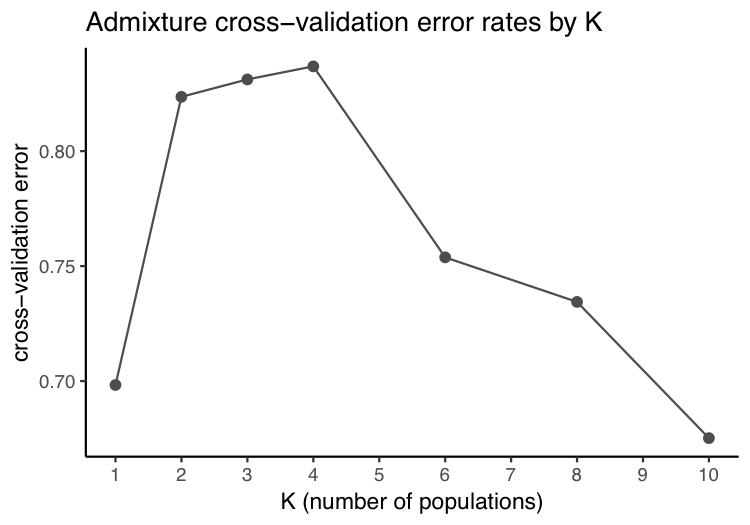 Admixture cross−validation error rates by K
cross−validation error
0.80
0.75
0.70
1 2 3 4 5 6 7 8 9 10
K (number of populations)